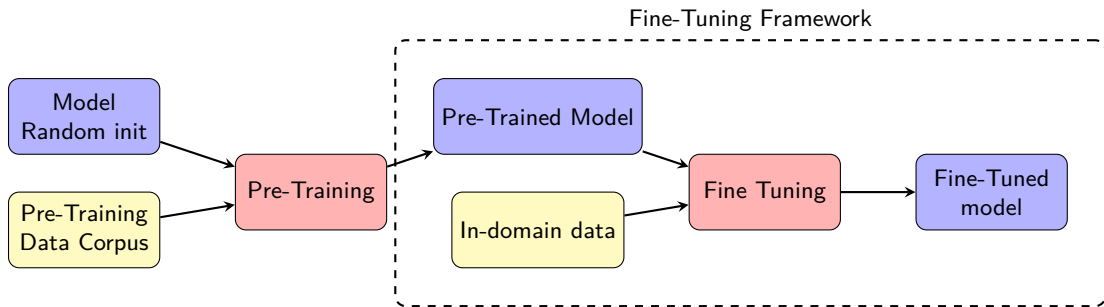 Fine-Tuning Framework
Model
Random init
Pre-Training
Data Corpus
Pre-Training
Pre-Trained Model
In-domain data
Fine Tuning
Fine-Tuned
model